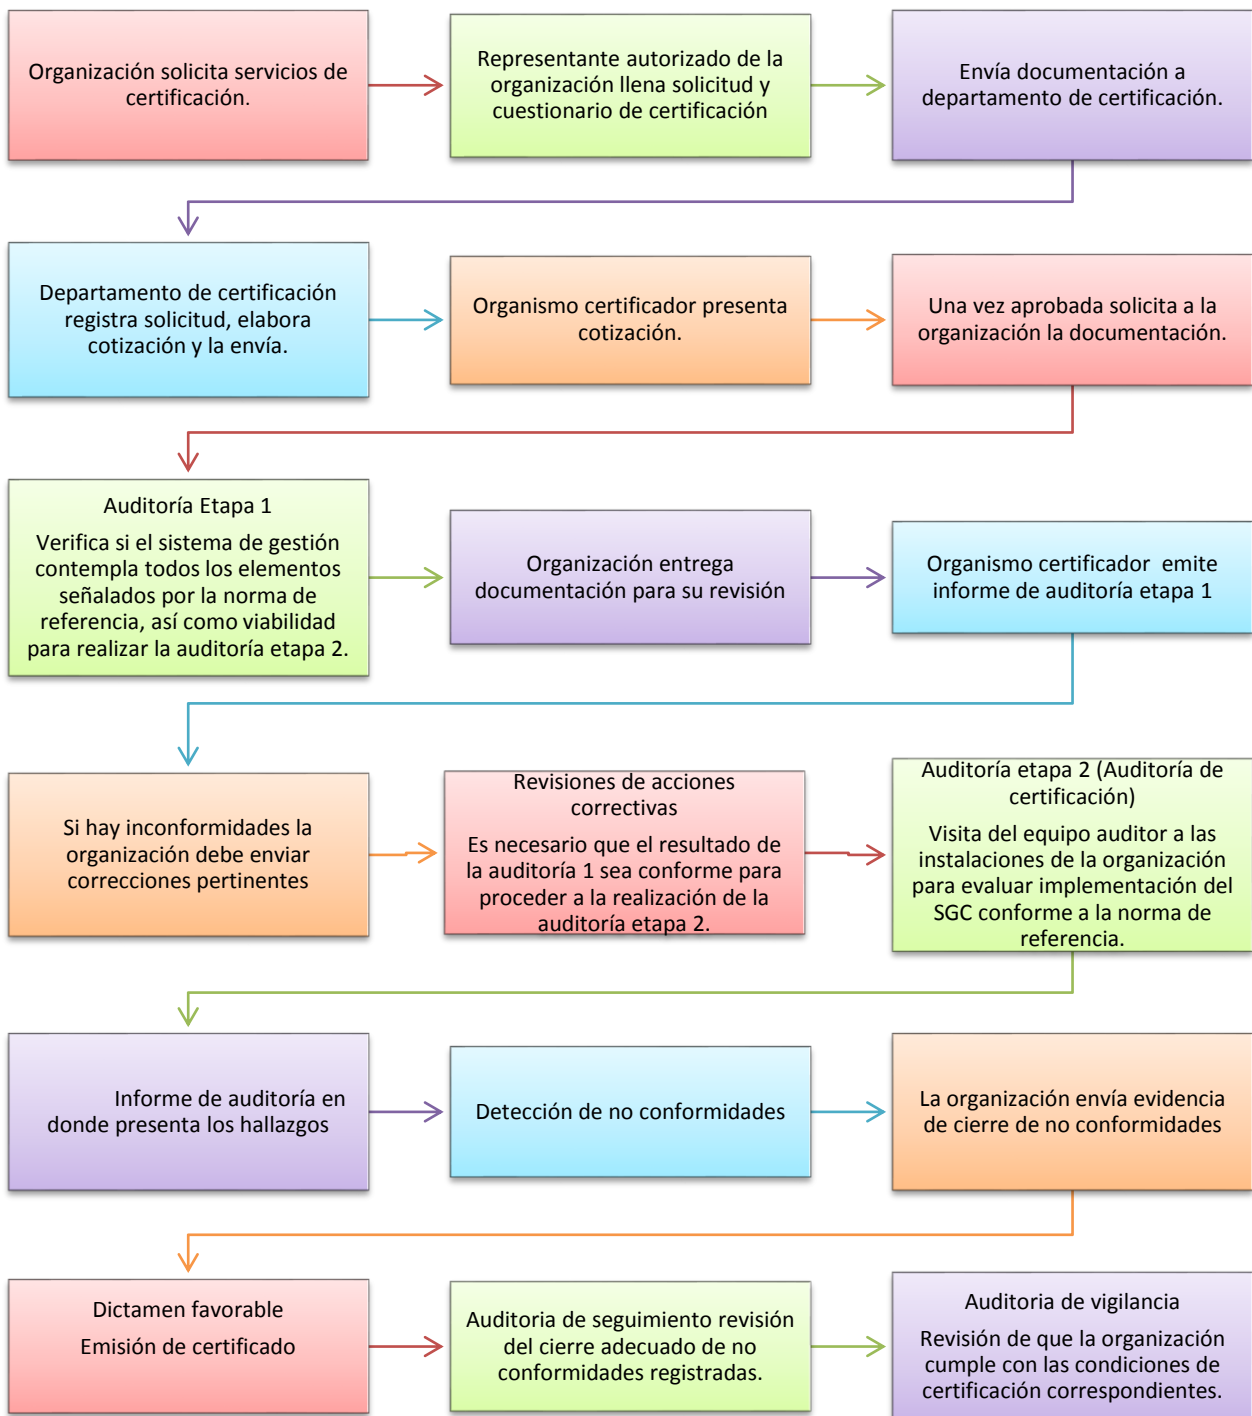 Organización solicita servicios de
certificación.
Representante autorizado de la
organización llena solicitud y
cuestionario de certificación
Envía documentación a
departamento de certificación.
Departamento de certificación
registra solicitud, elabora
cotización y la envía.
Organismo certificador presenta
cotización.
Una vez aprobada solicita a la
organización la documentación.
Auditoría Etapa 1
Verifica si el sistema de gestión
contempla todos los elementos
señalados por la norma de
referencia, así como viabilidad
para realizar la auditoría etapa 2.
Organización entrega
documentación para su revisión
Organismo certificador  emite
informe de auditoría etapa 1
Si hay inconformidades la
organización debe enviar
correcciones pertinentes
Revisiones de acciones
correctivas
Es necesario que el resultado de
la auditoría 1 sea conforme para
proceder a la realización de la
auditoría etapa 2.
Auditoría etapa 2 (Auditoría de
certificación)
Visita del equipo auditor a las
instalaciones de la organización
para evaluar implementación del
SGC conforme a la norma de
referencia.
Informe de auditoría en
donde presenta los hallazgos
Detección de no conformidades
La organización envía evidencia
de cierre de no conformidades
Dictamen favorable
Emisión de certificado
Auditoria de seguimiento revisión
del cierre adecuado de no
conformidades registradas.
Auditoria de vigilancia
Revisión de que la organización
cumple con las condiciones de
certificación correspondientes.